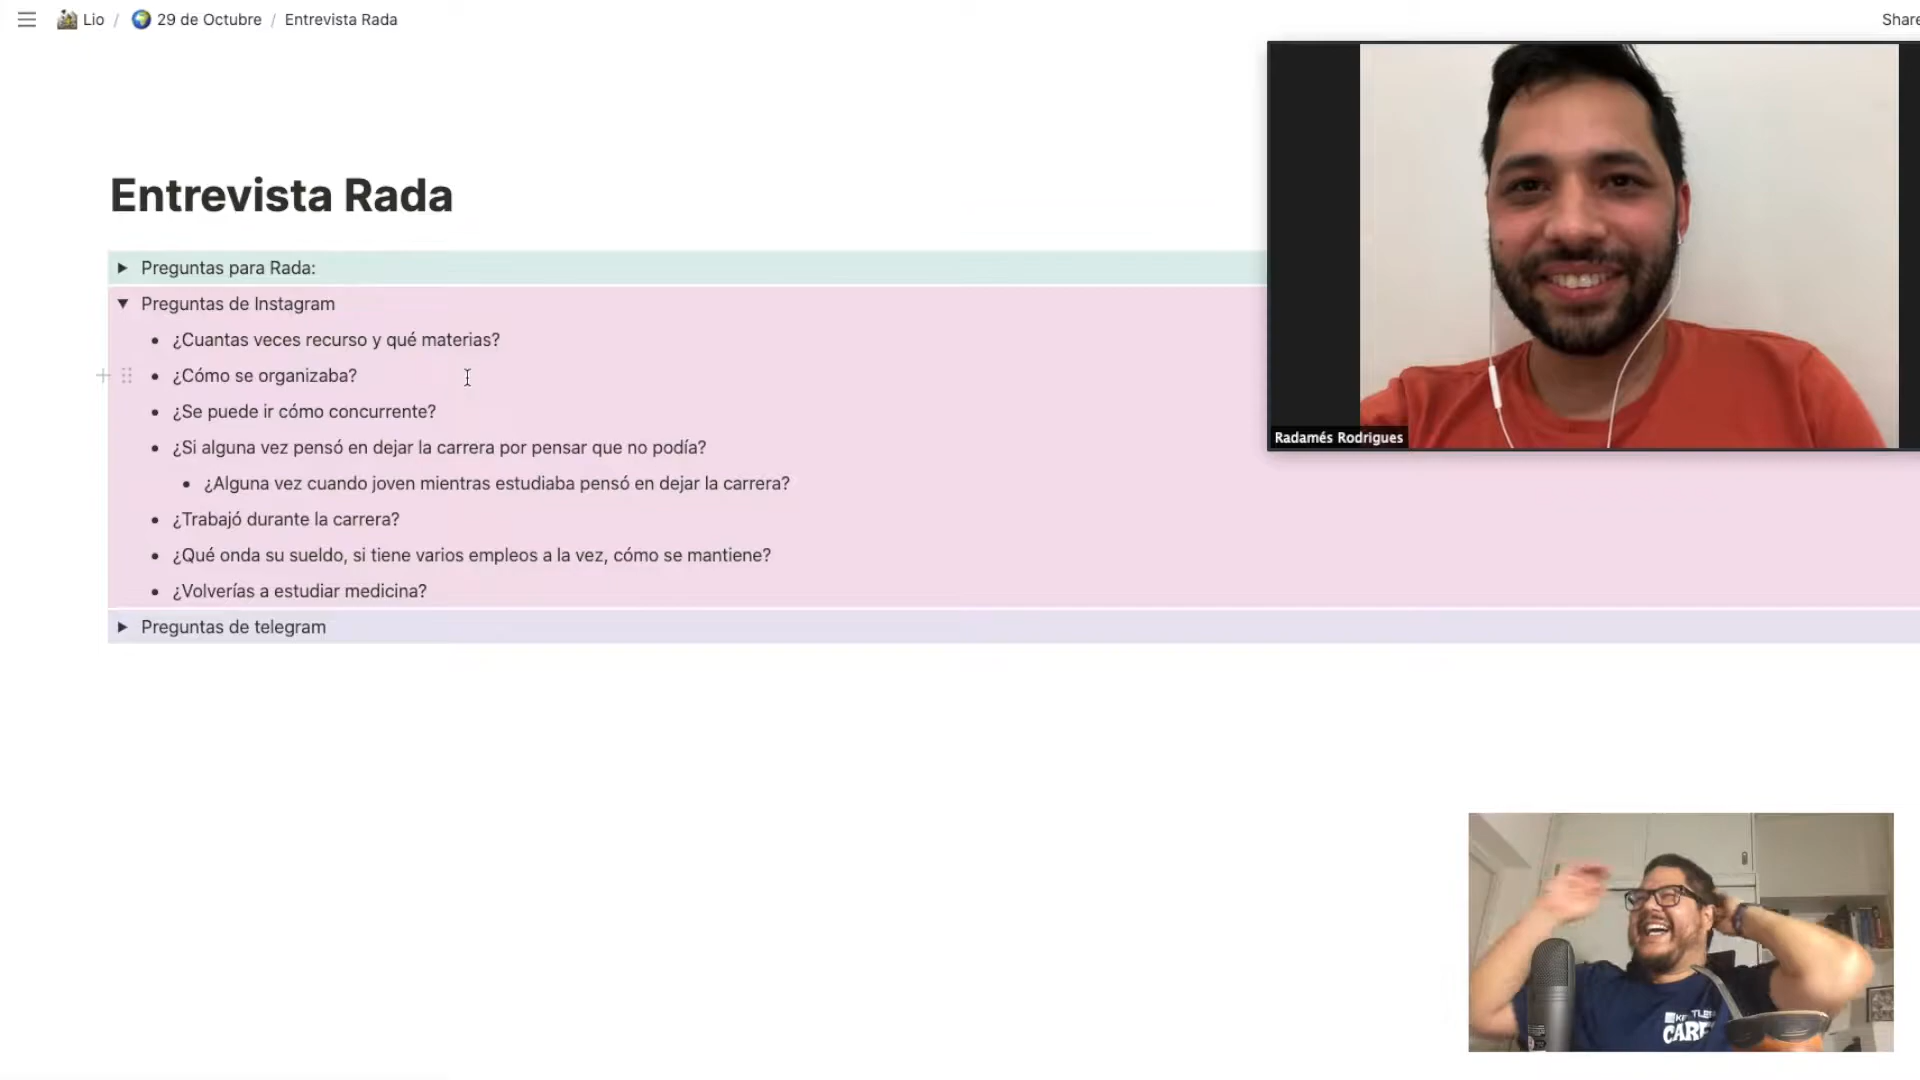 Lio / 29 de Octubre / Entrevista Rada
Share
Entrevista Rada
Preguntas para Rada:
Preguntas de Instagram
¿Cuantas veces recurso y qué materias?
¿Cómo se organizaba?
¿Se puede ir cómo concurrente?
¿Si alguna vez pensó en dejar la carrera por pensar que no podía?
¿Alguna vez cuando joven mientras estudiaba pensó en dejar la carrera?
¿Trabajó durante la carrera?
¿Qué onda su sueldo, si tiene varios empleos a la vez, cómo se mantiene?
¿Volverías a estudiar medicina?
Preguntas de telegram
Radamés Rodrigues